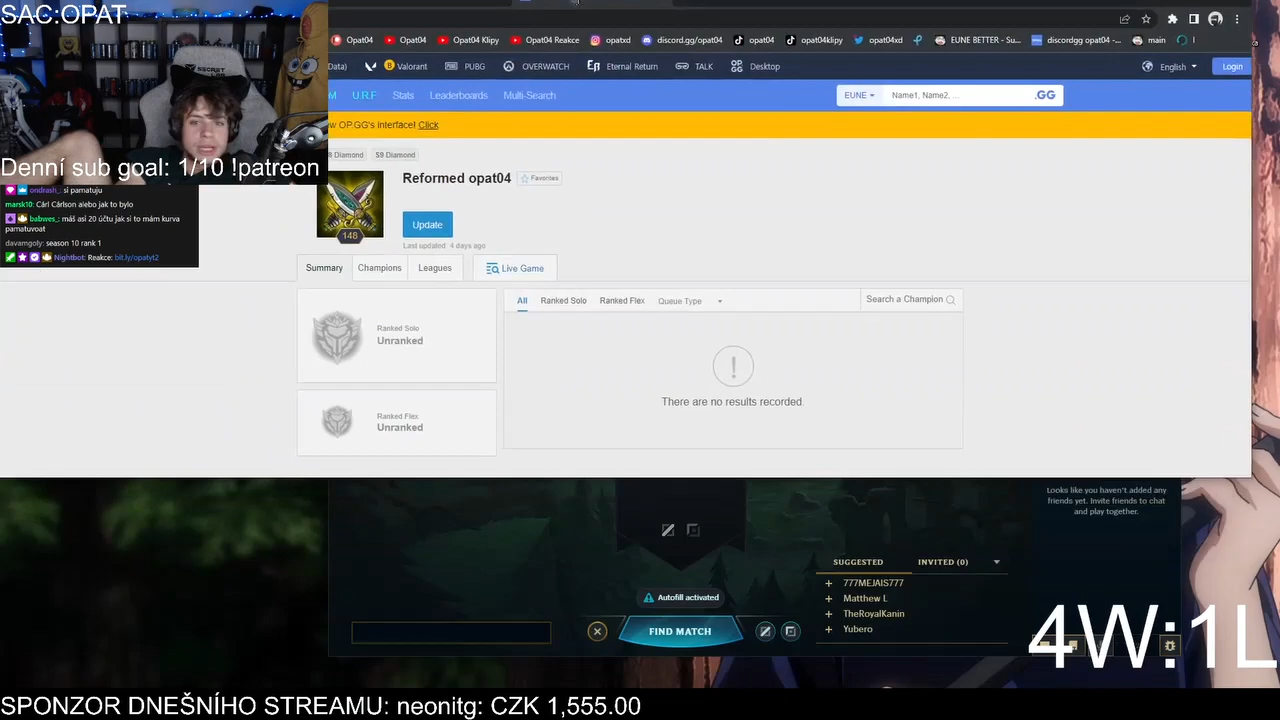 SAC:OPAT
Denní sub goal: 1/10 !patreon
ondrash_: si pamatuju
marsk10: Cárl Cárlson alebo jak to bylo
babwes_: máš asi 20 účtu jak si to mám kurva
pamatuvoat
davamgoly: season 10 rank 1
Nightbot: Reakce: bit.ly/opatyt2
Opat04 Opat04 Opat04 Klipy Opat04 Reakce opatxd discord.gg/opat04 opat04 opat04klipy opat04xd EUNE BETTER - Su... discordgg opat04 -... main
Data) Valorant PUBG OVERWATCH Eternal Return TALK Desktop English Login
M URF Stats Leaderboards Multi-Search EUNE Name1, Name2, ... .GG
w OP.GG's interface! Click
Diamond S9 Diamond
Reformed opat04 Favorites
148
Update
Last updated: 4 days ago
Summary Champions Leagues Live Game
Ranked Solo
Unranked
Ranked Flex
Unranked
All Ranked Solo Ranked Flex Queue Type Search a Champion
There are no results recorded.
Looks like you haven't added any
friends yet. Invite friends to chat
and play together.
SUGGESTED INVITED (0)
777MEJAIS777
Matthew L
TheRoyalKanin
Yubero
Autofill activated
FIND MATCH
4W:1L
SPONZOR DNEŠNÍHO STREAMU: neonitg: CZK 1,555.00